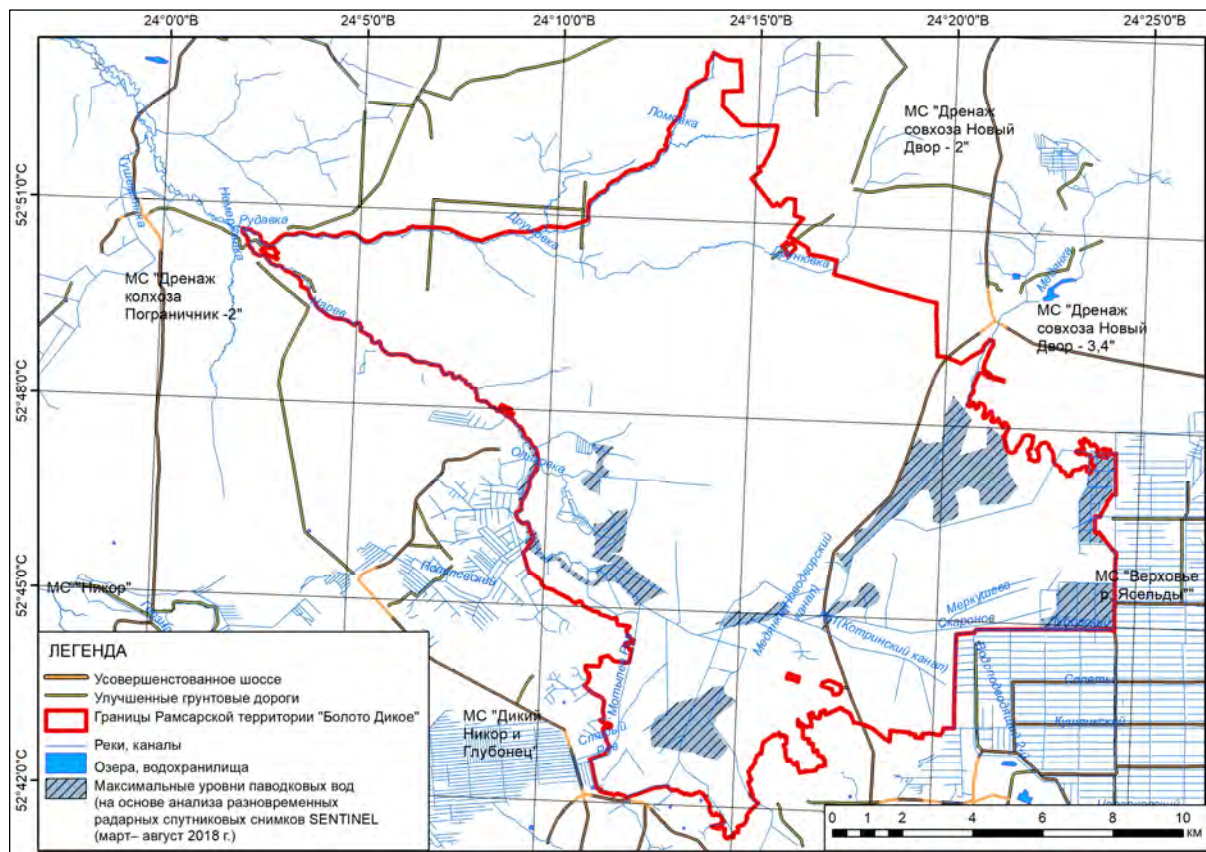 24°0'0"В
24°5'0"В
24°10'0"В
24°15'0"В
24°20'0"В
24°25'0"В
52°51'0"С
52°48'0"С
52°45'0"С
52°42'0"С
Ломовка
МС "Дренаж
совхоза Новый
Двор - 2"
Рудавка
МС "Дренаж
колхоза
Пограничник -2"
Нарев
МС "Дренаж
совхоза Новый
Двор - 3,4"
МС "Никор"
МС "Верховье
р. Ясельды""
Меркушево
Скаронов
(Котринский канал)
канал)
МС "Дикий
Никор и
Глубонец"
Старый
ЛЕГЕНДА
Усовершенстованное шоссе
Улучшенные грунтовые дороги
Границы Рамсарской территории "Болото Дикое"
Реки, каналы
Озера, водохранилища
Максимальные уровни паводковых вод
(на основе анализа разновременных
радарных спутниковых снимков SENTINEL
(март– август 2018 г.)
0 1 2 4 6 8 10
КМ